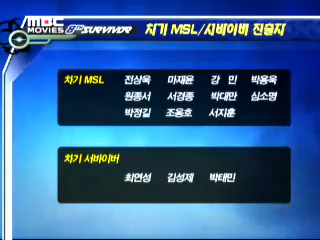 mbc
MOVIES 8TH SURVIVOR 차기 MSL/서바이버 진출자
차기 MSL 전상욱 마재윤 강 민 박용욱
원종서 서경종 박대만 심소명
박정길 조용호 서지훈
차기 서바이버
최연성 김성제 박태민